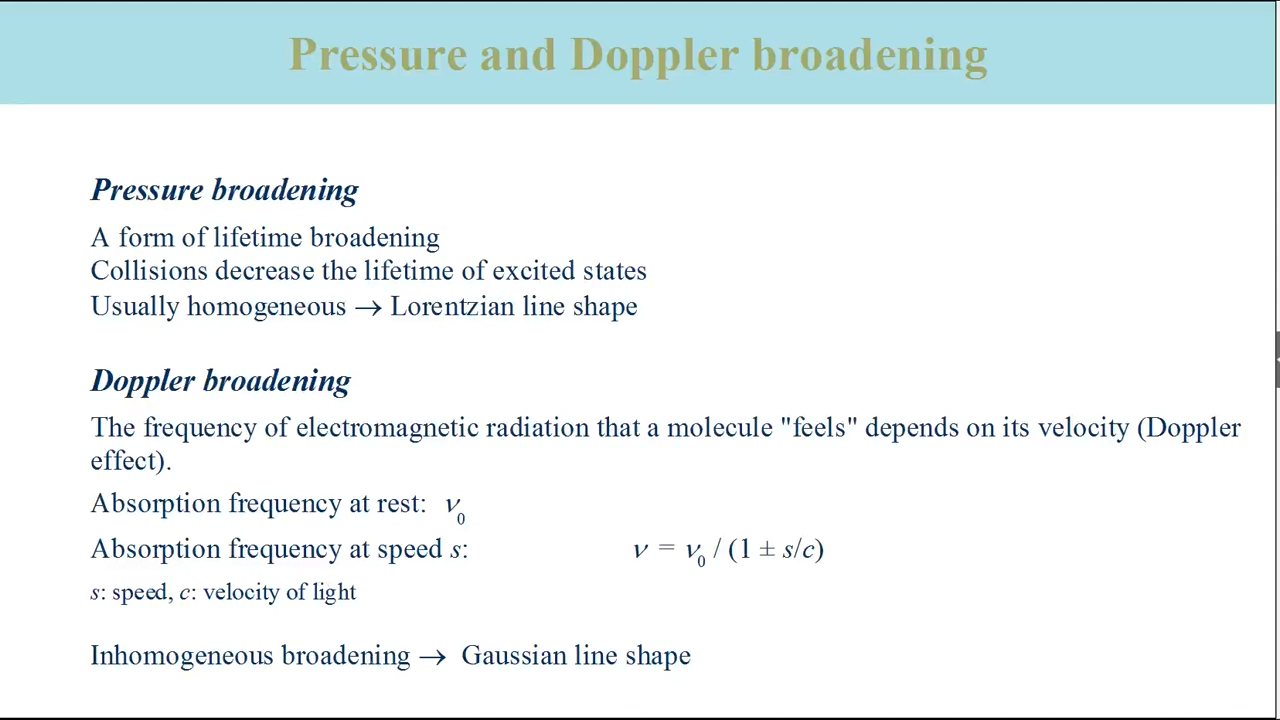 Pressure and Doppler broadening
Pressure broadening
A form of lifetime broadening
Collisions decrease the lifetime of excited states
Usually homogeneous → Lorentzian line shape
Doppler broadening
The frequency of electromagnetic radiation that a molecule "feels" depends on its velocity (Doppler
effect).
Absorption frequency at rest: ν₀
Absorption frequency at speed s: ν = ν₀ / (1 ± s/c)
s: speed, c: velocity of light
Inhomogeneous broadening → Gaussian line shape